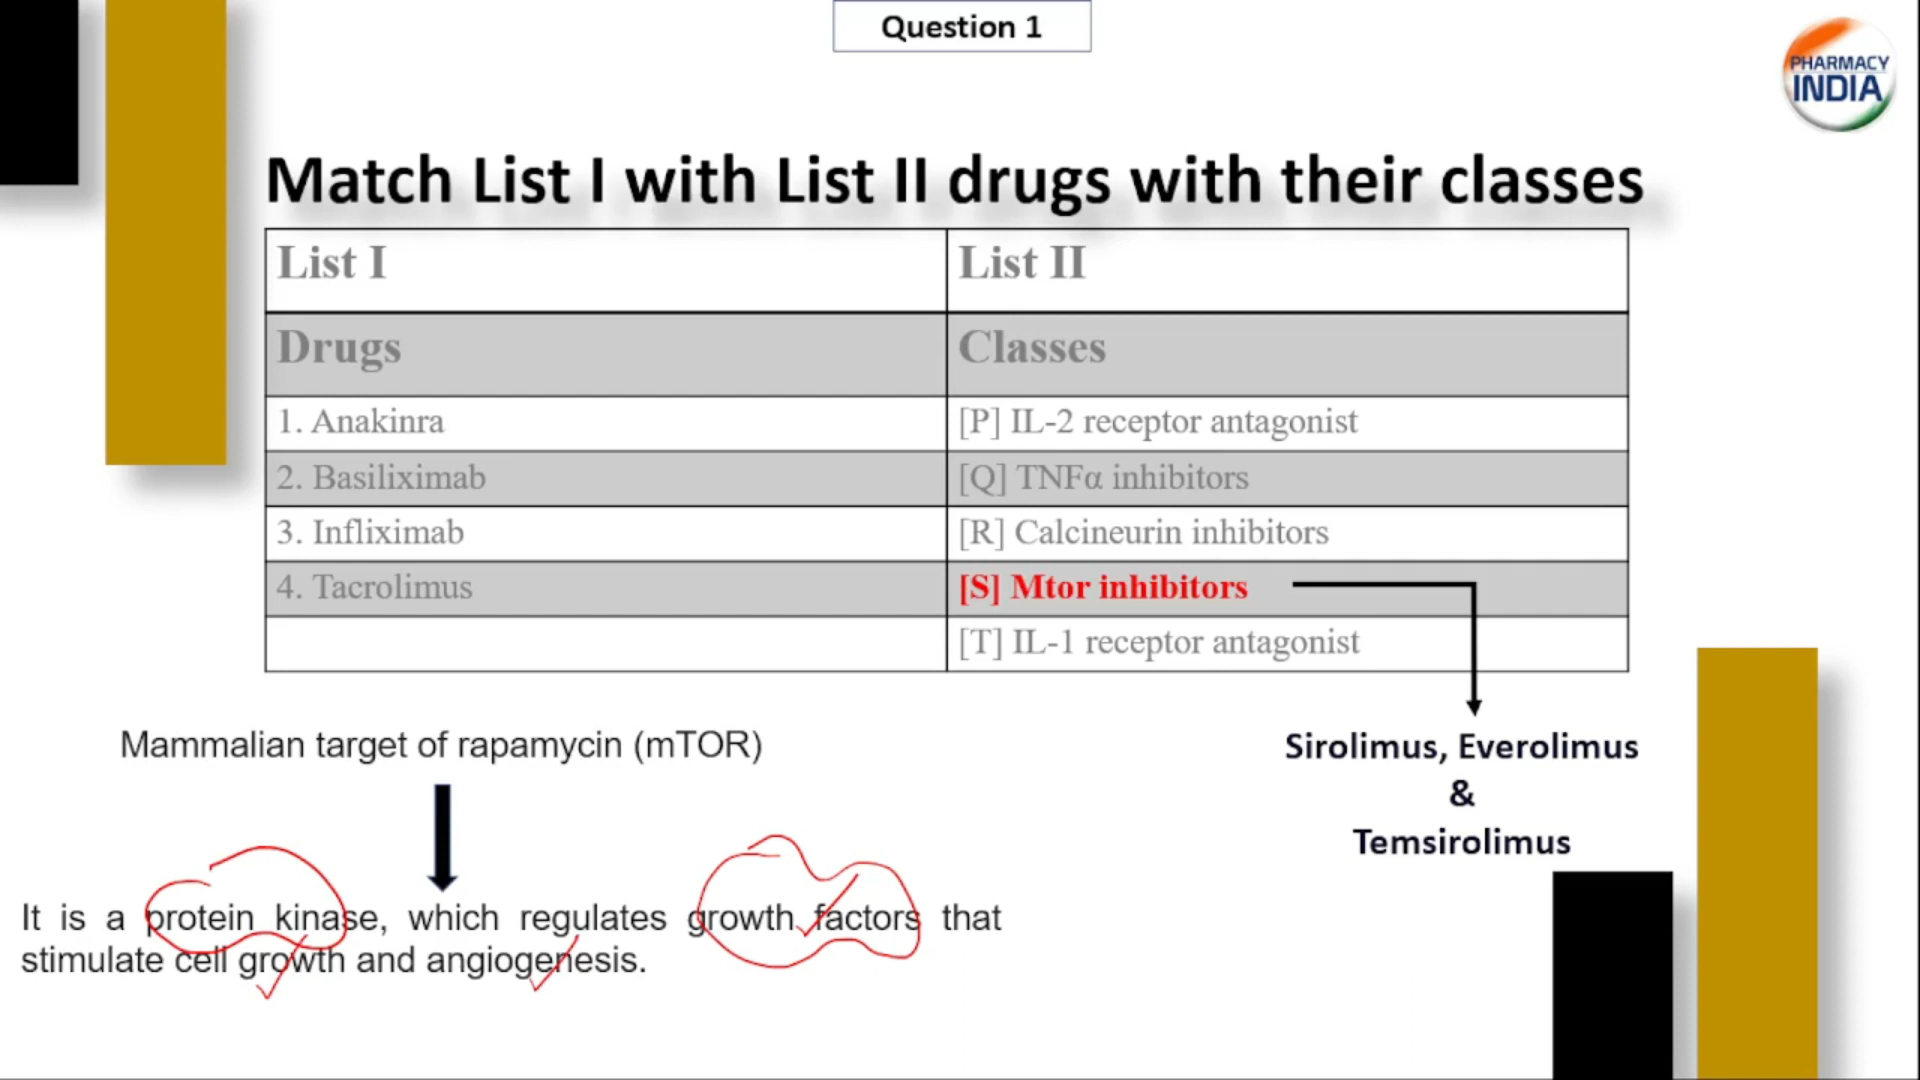 Question 1
PHARMACY
INDIA
Match List I with List II drugs with their classes
List I
List II
Drugs
Classes
1. Anakinra
[P] IL-2 receptor antagonist
2. Basiliximab
[Q] TNFα inhibitors
3. Infliximab
[R] Calcineurin inhibitors
4. Tacrolimus
[S] Mtor inhibitors
[T] IL-1 receptor antagonist
Mammalian target of rapamycin (mTOR)
Sirolimus, Everolimus
&
Temsirolimus
It is a protein kinase, which regulates growth factors that
stimulate cell growth and angiogenesis.